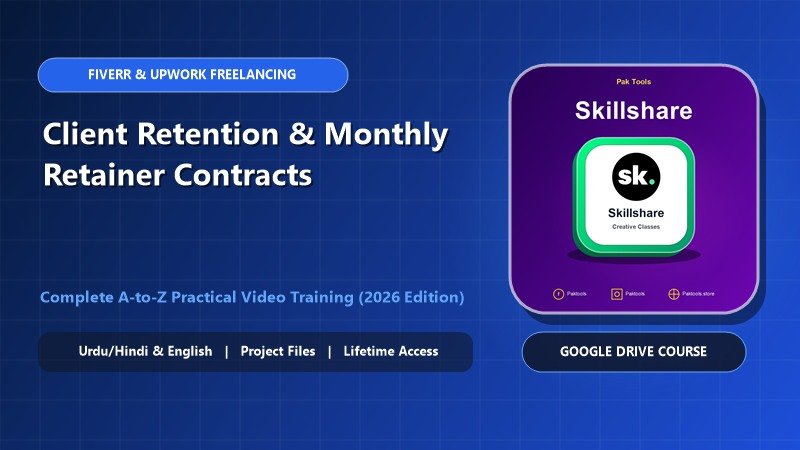 FIVERR & UPWORK FREELANCING
Client Retention & Monthly
Retainer Contracts
Complete A-to-Z Practical Video Training (2026 Edition)
Urdu/Hindi & English | Project Files | Lifetime Access
Pak Tools
Skillshare
sk.
Skillshare
Creative Classes
f Paktools Paktools Paktools.store
GOOGLE DRIVE COURSE